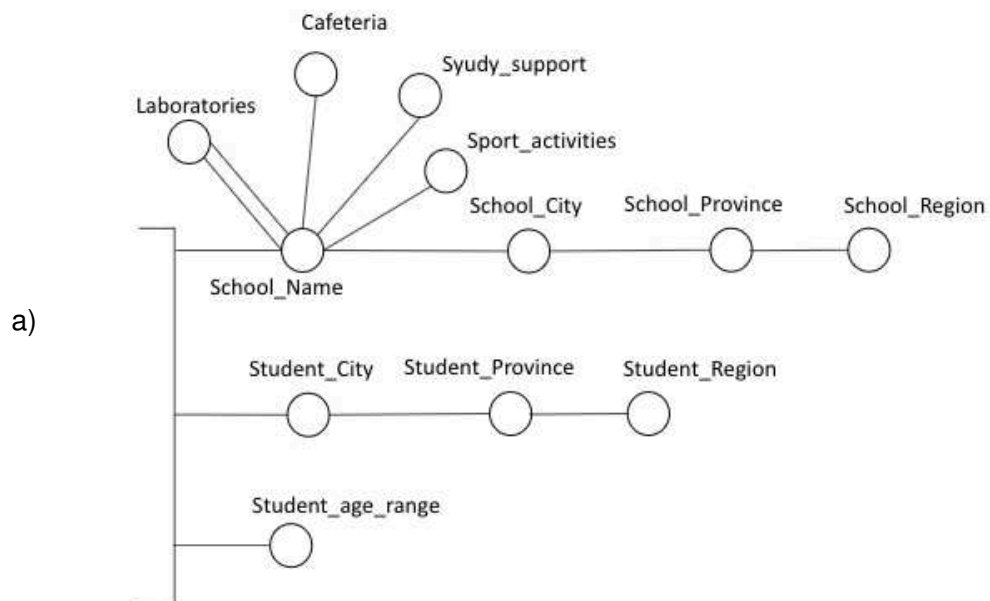 Cafeteria
Syudy_support
Laboratories
Sport_activities
School_City
School_Province
School_Region
School_Name
a)
Student_City
Student_Province
Student_Region
Student_age_range